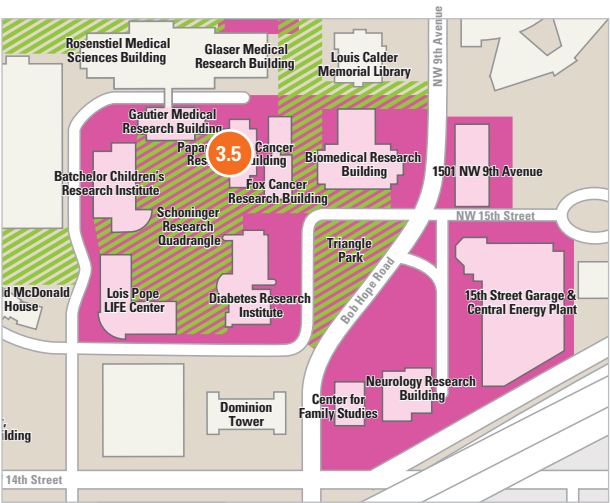 NW 9th Avenue
Rosenstiel Medical
Sciences Building
Glaser Medical
Research Building
Louis Calder
Memorial Library
Gautier Medical
Research Building
3.5
Cancer
Building
Biomedical Research
Building
1501 NW 9th Avenue
Batchelor Children's
Research Institute
Fox Cancer
Research Building
Schoninger
Research
Quadrangle
NW 15th Street
Triangle
Park
Bob Hope Road
d McDonald
House
Lois Pope
LIFE Center
Diabetes Research
Institute
15th Street Garage &
Central Energy Plant
Neurology Research
Building
Center for
Family Studies
Dominion
Tower
ilding
14th Street